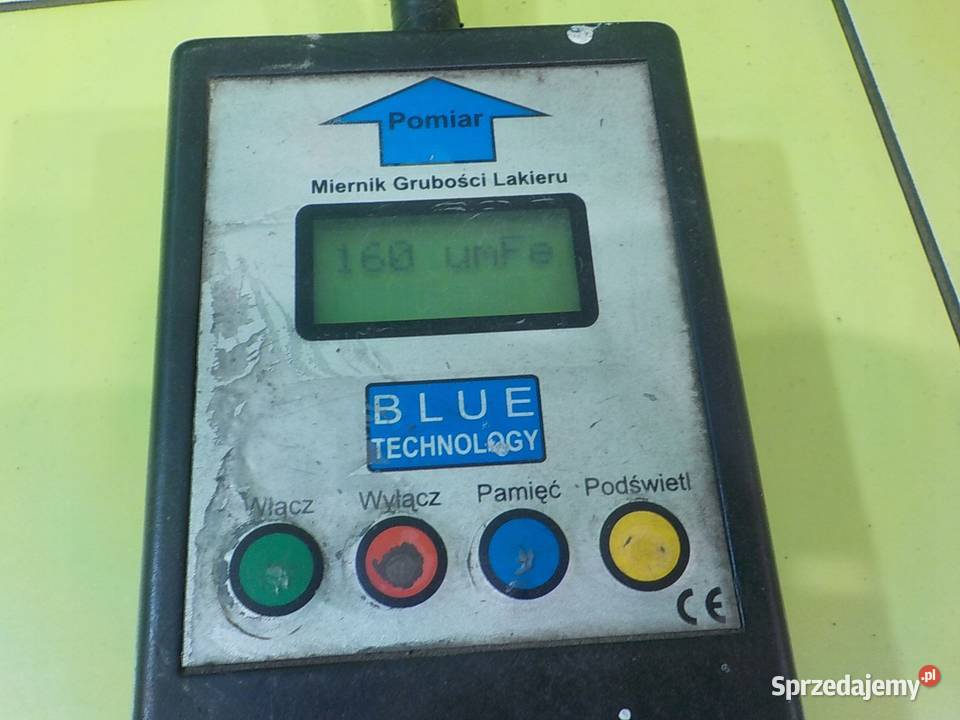 Pomiar
Miernik Grubości Lakieru
160 umFe
BLUE
TECHNOLOGY
Włącz Wyłącz Pamięć Podświetl
CE
Sprzedajemy.pl